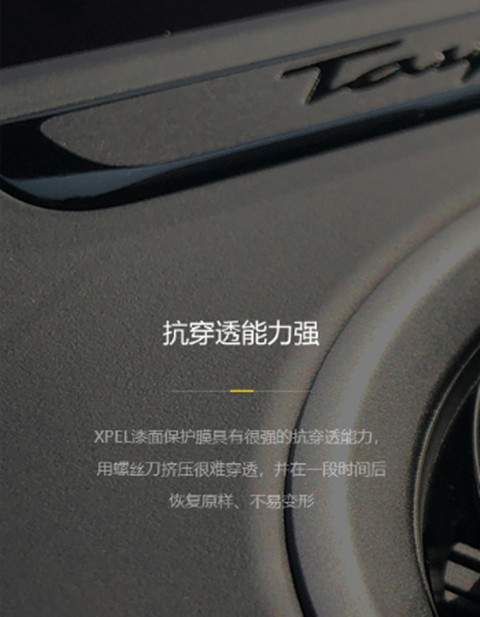 Tay
抗穿透能力强
XPEL漆面保护膜具有很强的抗穿透能力，
用螺丝刀挤压很难穿透，并在一段时间后
恢复原样、不易变形